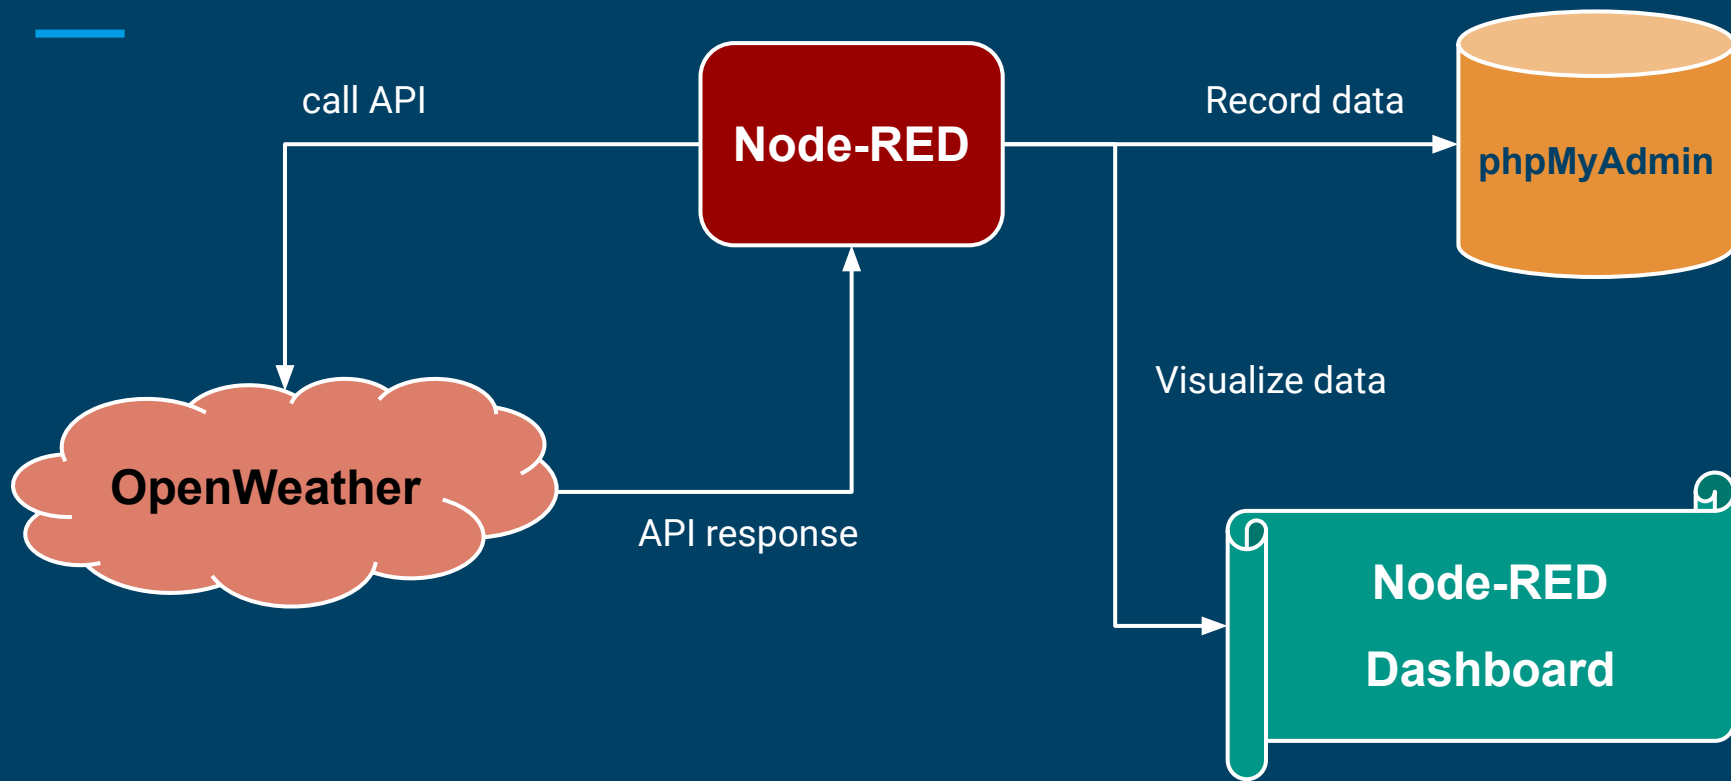 call API
Node-RED
Record data
phpMyAdmin
Visualize data
OpenWeather
API response
Node-RED
Dashboard